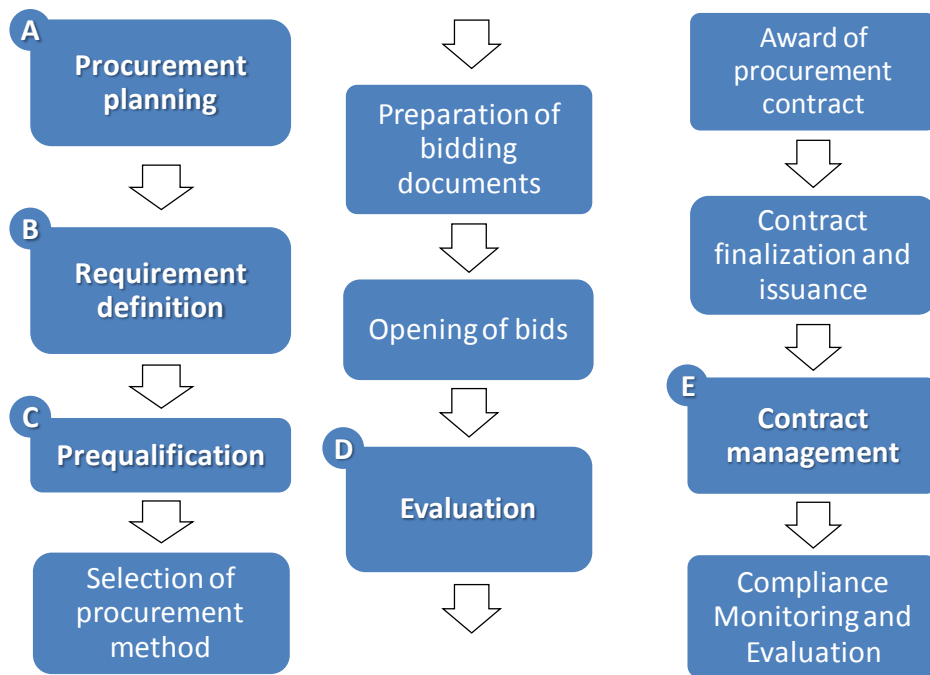 A
Procurement
planning
B
Requirement
definition
C
Prequalification
Selection of
procurement
method
Preparation of
bidding
documents
Opening of bids
D
Evaluation
Award of
procurement
contract
Contract
finalization and
issuance
E
Contract
management
Compliance
Monitoring and
Evaluation